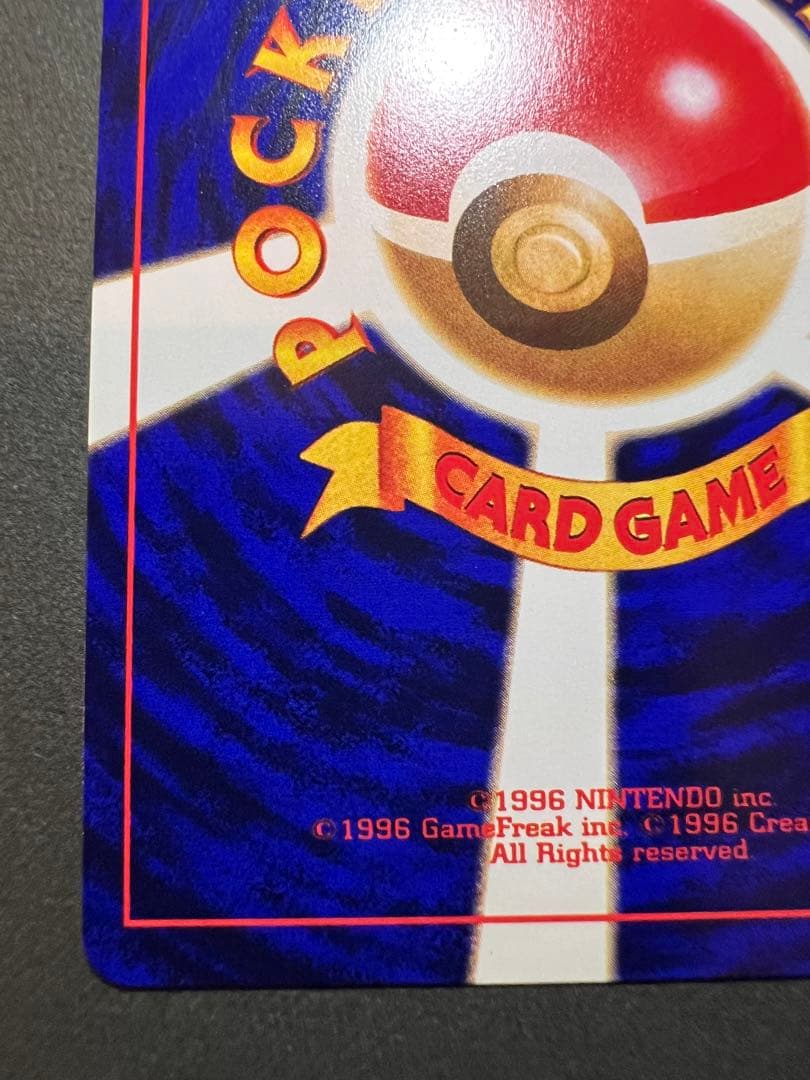 POCK
CARD GAME
©1996 NINTENDO inc.
©1996 GameFreak inc. ©1996 Crea
All Rights reserved.